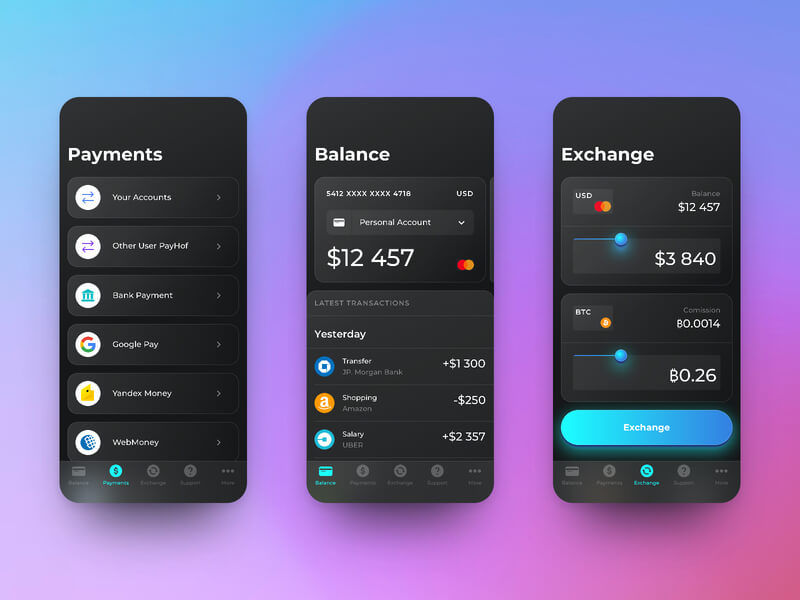 Payments
Your Accounts
Other User PayHof
Bank Payment
Google Pay
Yandex Money
WebMoney
Balance
Payments
Exchange
Support
More
Balance
5412 XXXX XXXX 4718
USD
Personal Account
$12 457
LATEST TRANSACTIONS
Yesterday
Transfer
+$1 300
JP. Morgan Bank
Shopping
-$250
Amazon
Salary
+$2 357
UBER
Balance
Payments
Exchange
Support
More
Exchange
USD
Balance
$12 457
$3 840
BTC
Comission
฿0.0014
฿0.26
Exchange
Balance
Payments
Exchange
Support
More